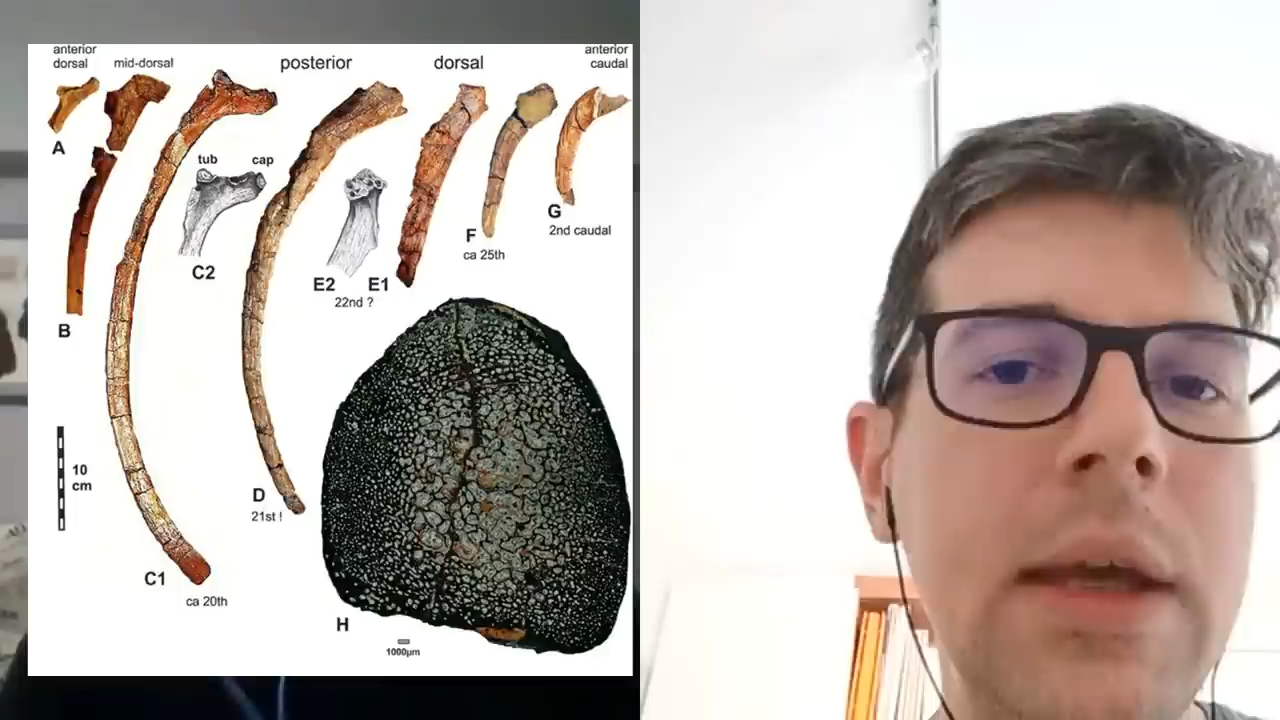 anterior
dorsal
mid-dorsal
posterior
dorsal
anterior
caudal
A
tub
cap
G
2nd caudal
F
ca 25th
C2
E2
E1
22nd ?
B
10
cm
D
21st !
C1
ca 20th
H
1000µm